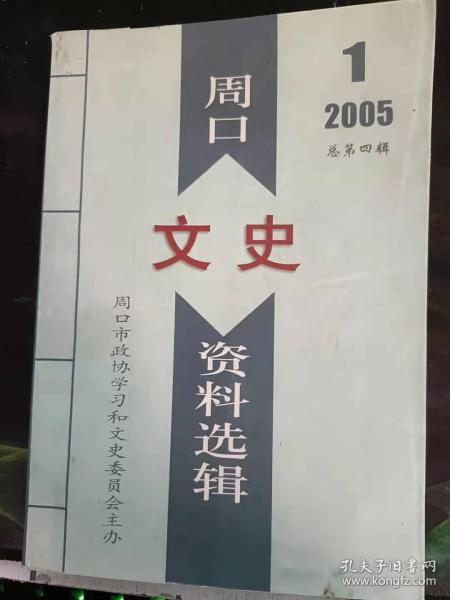 周口
文史
资料选辑
1
2005
总第四辑
周口市政协学习和文史委员会主办
孔夫子旧书网
www.kongfz.com